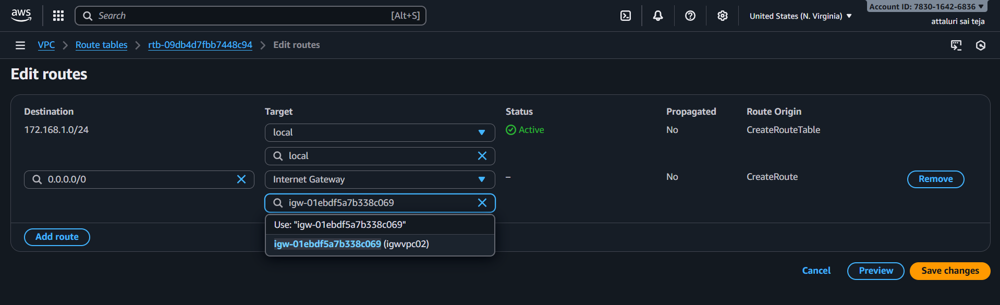 aws
Search
[Alt+S]
United States (N. Virginia)
Account ID: 7830-1642-6836
attaluri sai teja
VPC
Route tables
rtb-09db4d7fbb7448c94
Edit routes
Edit routes
Destination Target Status Propagated Route Origin
172.168.1.0/24 local Active No CreateRouteTable
local
0.0.0.0/0 Internet Gateway – No CreateRoute Remove
igw-01ebdf5a7b338c069
Use: "igw-01ebdf5a7b338c069"
igw-01ebdf5a7b338c069 (igwvpc02)
Add route
Cancel Preview Save changes